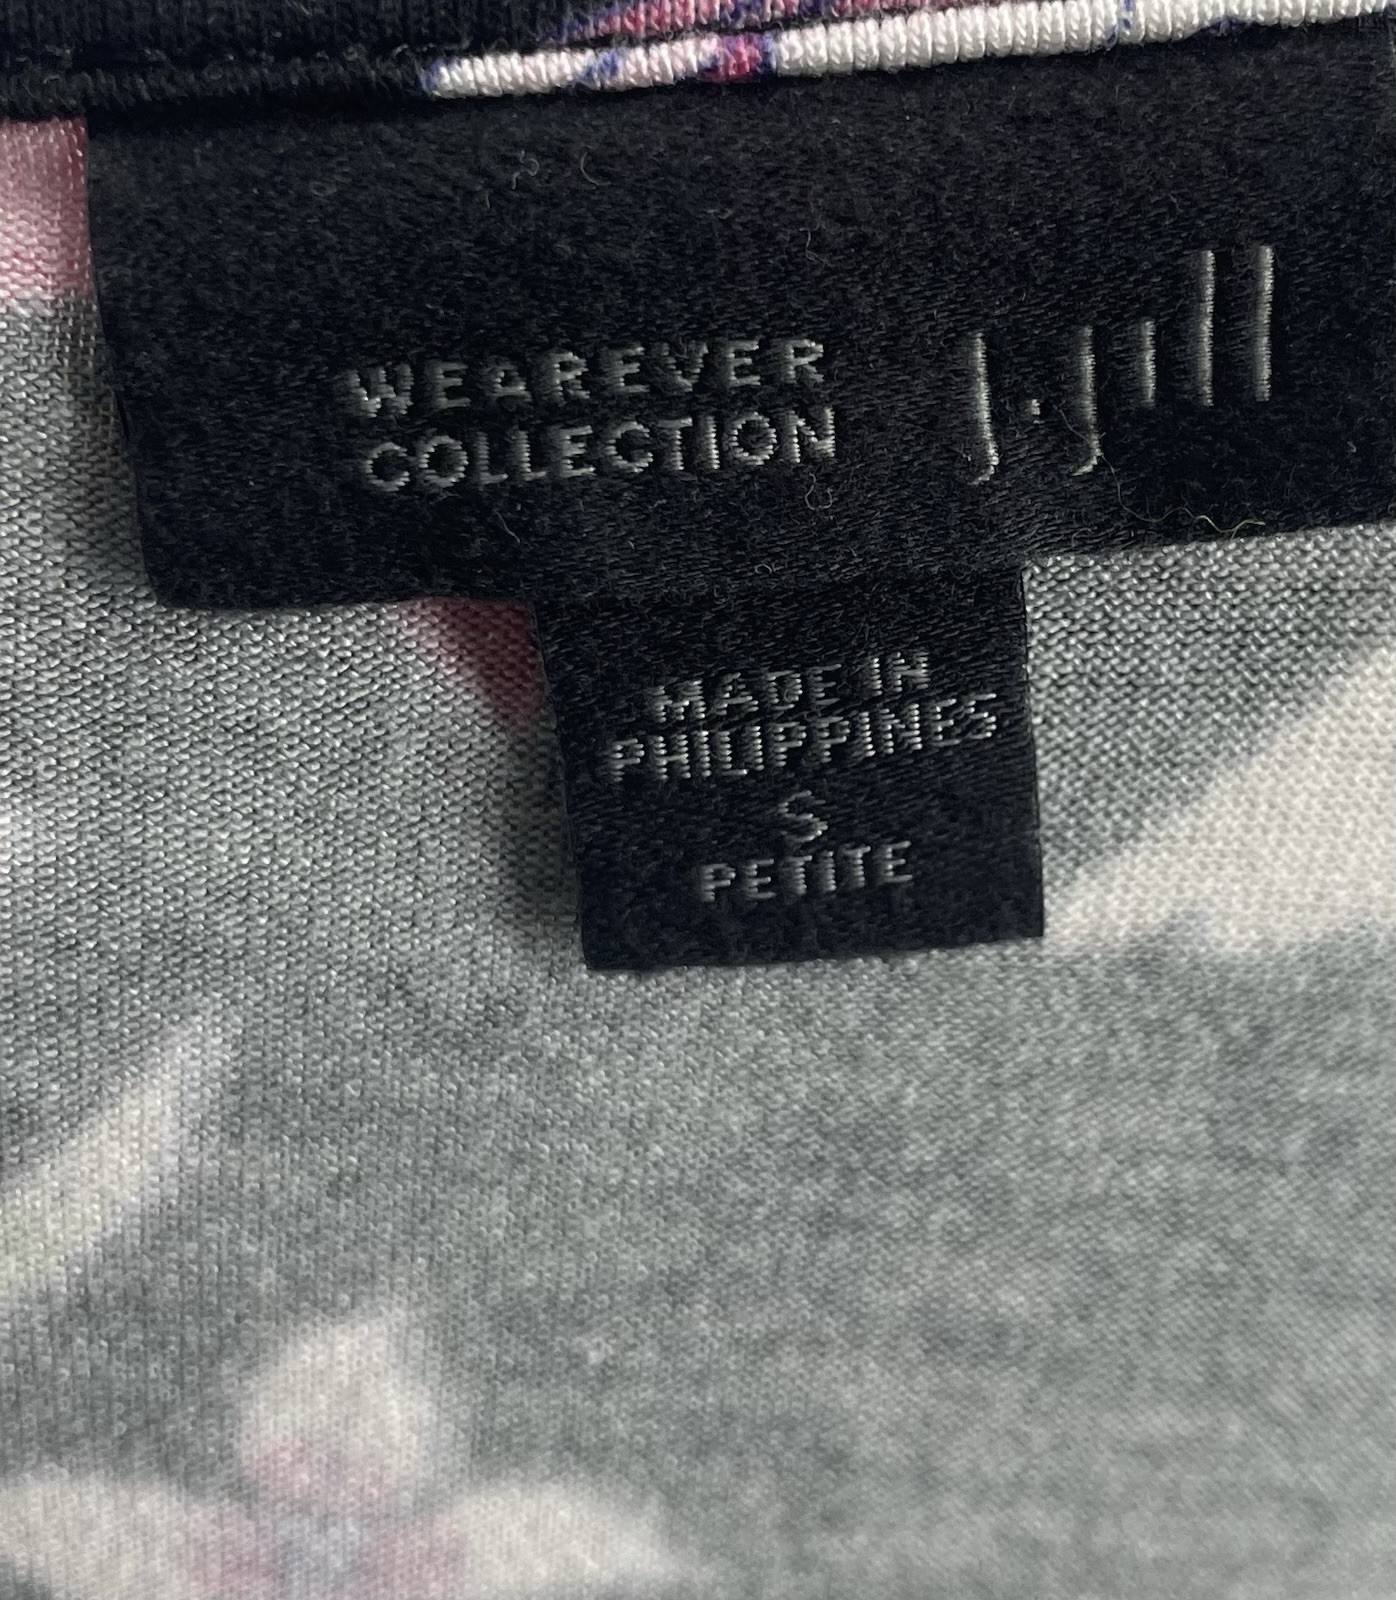 WEAREVER
COLLECTION
J.Jill
MADE IN
PHILIPPINES
S
PETITE